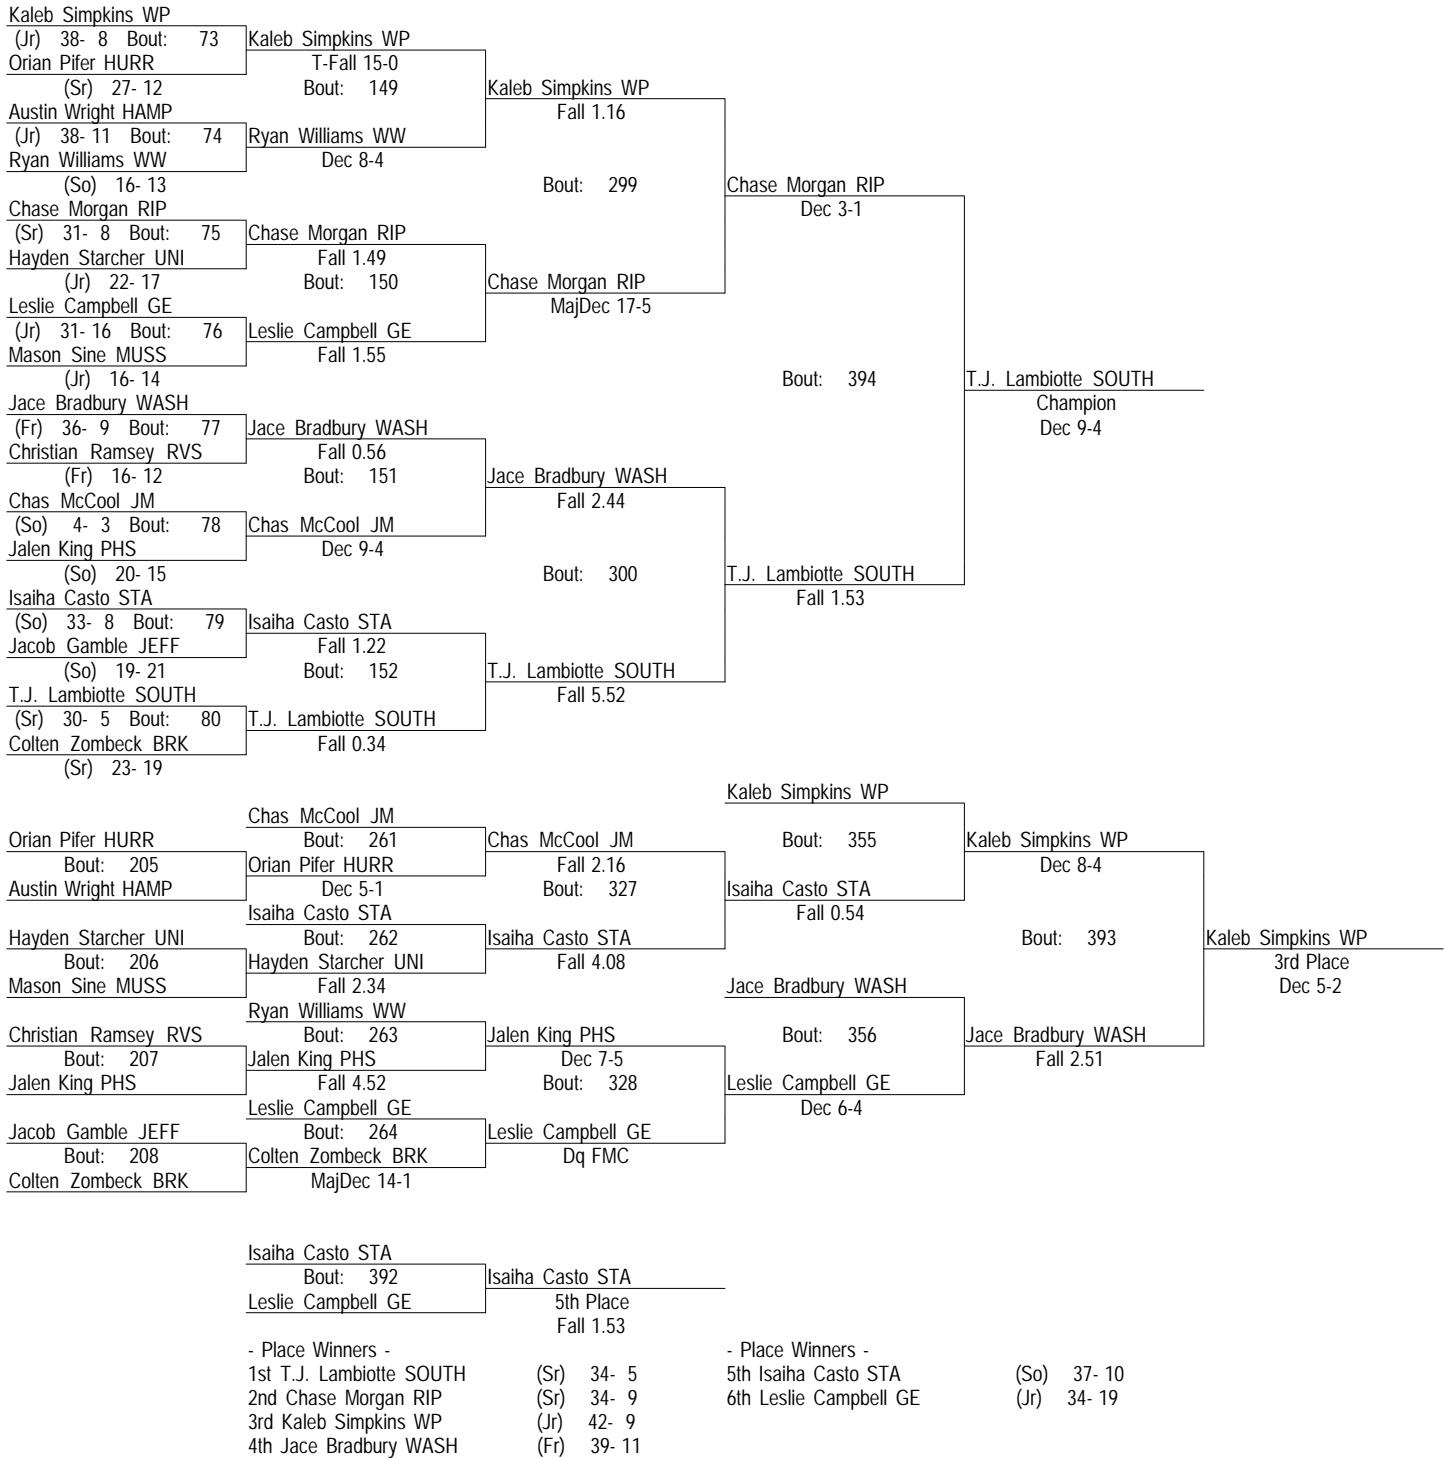 Kaleb Simpkins WP
(Jr) 38- 8 Bout: 73 Kaleb Simpkins WP
Orian Pifer HURR T-Fall 15-0
(Sr) 27- 12 Bout: 149 Kaleb Simpkins WP
Austin Wright HAMP Fall 1.16
(Jr) 38- 11 Bout: 74 Ryan Williams WW
Ryan Williams WW Dec 8-4
(So) 16- 13 Bout: 299 Chase Morgan RIP
Chase Morgan RIP Dec 3-1
(Sr) 31- 8 Bout: 75 Chase Morgan RIP
Hayden Starcher UNI Fall 1.49
(Jr) 22- 17 Bout: 150 Chase Morgan RIP
Leslie Campbell GE MajDec 17-5
(Jr) 31- 16 Bout: 76 Leslie Campbell GE
Mason Sine MUSS Fall 1.55
(Jr) 16- 14 Bout: 394 T.J. Lambiotte SOUTH
Jace Bradbury WASH Champion
(Fr) 36- 9 Bout: 77 Jace Bradbury WASH Dec 9-4
Christian Ramsey RVS Fall 0.56
(Fr) 16- 12 Bout: 151 Jace Bradbury WASH
Chas McCool JM Fall 2.44
(So) 4- 3 Bout: 78 Chas McCool JM
Jalen King PHS Dec 9-4
(So) 20- 15 Bout: 300 T.J. Lambiotte SOUTH
Isaiha Casto STA Fall 1.53
(So) 33- 8 Bout: 79 Isaiha Casto STA
Jacob Gamble JEFF Fall 1.22
(So) 19- 21 Bout: 152 T.J. Lambiotte SOUTH
T.J. Lambiotte SOUTH Fall 5.52
(Sr) 30- 5 Bout: 80 T.J. Lambiotte SOUTH
Colten Zombeck BRK Fall 0.34
(Sr) 23- 19
Kaleb Simpkins WP
Chas McCool JM
Orian Pifer HURR Bout: 261 Chas McCool JM Bout: 355 Kaleb Simpkins WP
Bout: 205 Orian Pifer HURR Fall 2.16 Dec 8-4
Austin Wright HAMP Dec 5-1 Bout: 327 Isaiha Casto STA
Isaiha Casto STA Fall 0.54
Hayden Starcher UNI Bout: 262 Isaiha Casto STA Bout: 393 Kaleb Simpkins WP
Bout: 206 Hayden Starcher UNI Fall 4.08 3rd Place
Mason Sine MUSS Fall 2.34 Jace Bradbury WASH Dec 5-2
Ryan Williams WW
Christian Ramsey RVS Bout: 263 Jalen King PHS Bout: 356 Jace Bradbury WASH
Bout: 207 Jalen King PHS Dec 7-5 Fall 2.51
Jalen King PHS Fall 4.52 Bout: 328 Leslie Campbell GE
Leslie Campbell GE Dec 6-4
Jacob Gamble JEFF Bout: 264 Leslie Campbell GE
Bout: 208 Colten Zombeck BRK Dq FMC
Colten Zombeck BRK MajDec 14-1
Isaiha Casto STA
Bout: 392 Isaiha Casto STA
Leslie Campbell GE 5th Place
Fall 1.53
- Place Winners - - Place Winners -
1st T.J. Lambiotte SOUTH (Sr) 34- 5 5th Isaiha Casto STA (So) 37- 10
2nd Chase Morgan RIP (Sr) 34- 9 6th Leslie Campbell GE (Jr) 34- 19
3rd Kaleb Simpkins WP (Jr) 42- 9
4th Jace Bradbury WASH (Fr) 39- 11